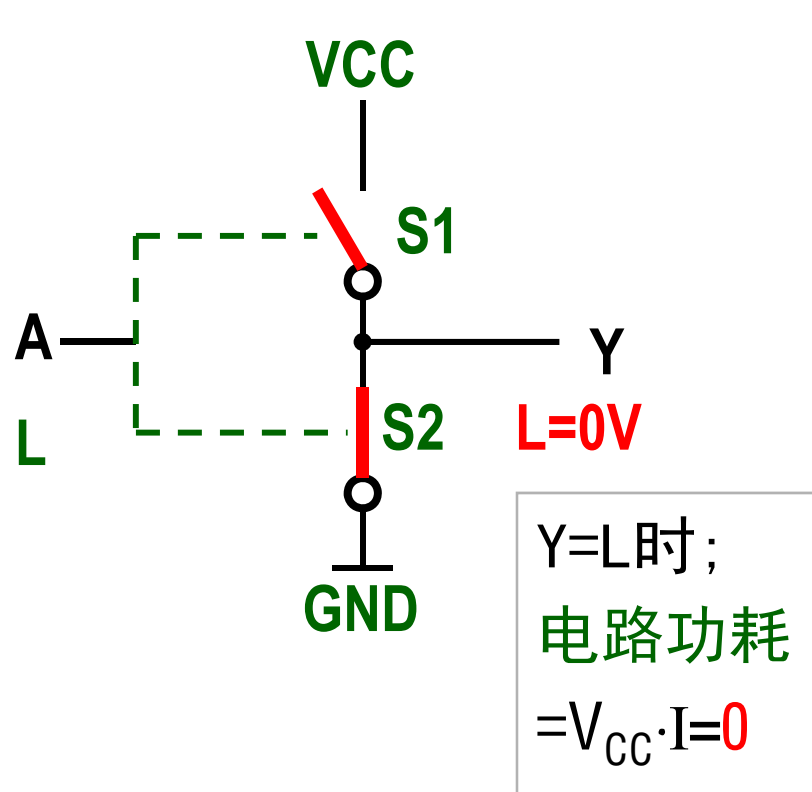 VCC
S1
A
Y
L
S2
L=0V
GND
Y=L时;
电路功耗
=VCC·I=0